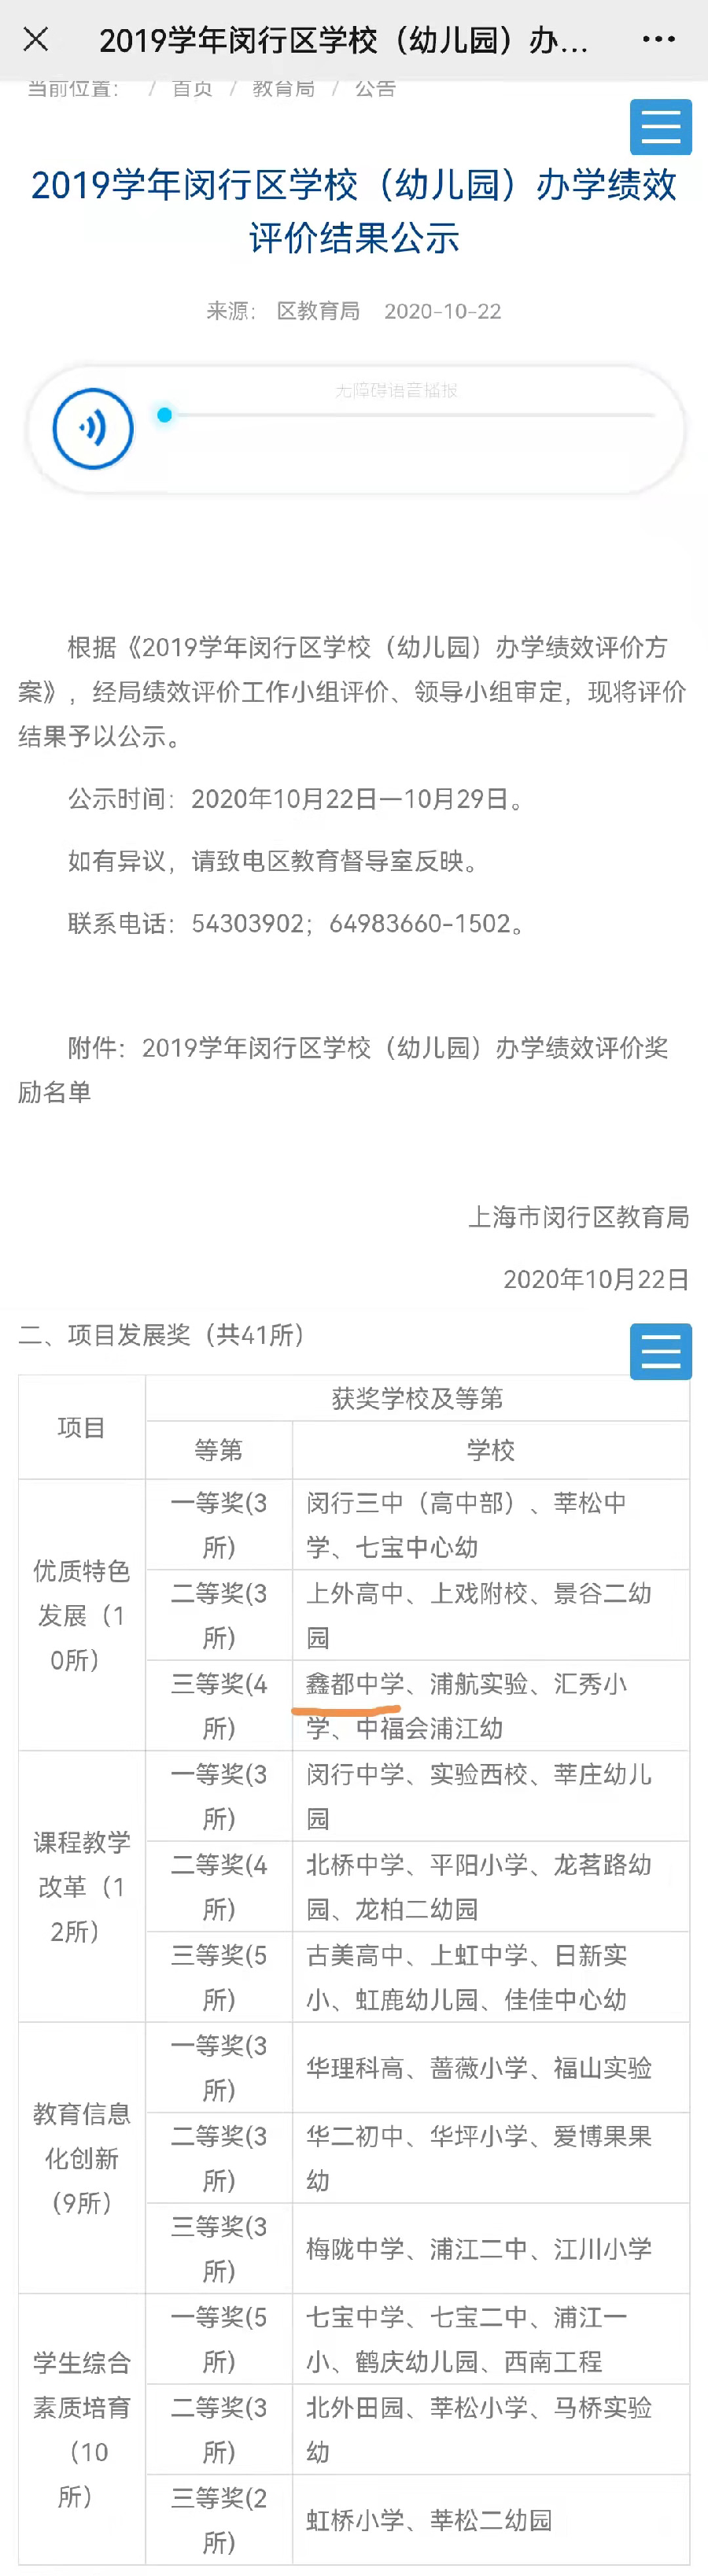 2019学年闵行区学校（幼儿园）办...
当前位置： / 首页 / 教育局 / 公告
2019学年闵行区学校（幼儿园）办学绩效
评价结果公示
来源： 区教育局 2020-10-22
无障碍语音播报
根据《2019学年闵行区学校（幼儿园）办学绩效评价方
案》，经局绩效评价工作小组评价、领导小组审定，现将评价
结果予以公示。
公示时间：2020年10月22日—10月29日。
如有异议，请致电区教育督导室反映。
联系电话：54303902；64983660-1502。
附件：2019学年闵行区学校（幼儿园）办学绩效评价奖
励名单
上海市闵行区教育局
2020年10月22日
二、项目发展奖（共41所）
项目
获奖学校及等第
等第
学校
优质特色
发展（1
0所）
一等奖(3
所)
闵行三中（高中部）、莘松中
学、七宝中心幼
二等奖(3
所)
上外高中、上戏附校、景谷二幼
园
三等奖(4
所)
鑫都中学、浦航实验、汇秀小
学、中福会浦江幼
课程教学
改革（1
2所）
一等奖(3
所)
闵行中学、实验西校、莘庄幼儿
园
二等奖(4
所)
北桥中学、平阳小学、龙茗路幼
园、龙柏二幼园
三等奖(5
所)
古美高中、上虹中学、日新实
小、虹鹿幼儿园、佳佳中心幼
教育信息
化创新
（9所）
一等奖(3
所)
华理科高、蔷薇小学、福山实验
二等奖(3
所)
华二初中、华坪小学、爱博果果
幼
三等奖(3
所)
梅陇中学、浦江二中、江川小学
学生综合
素质培育
（10
所）
一等奖(5
所)
七宝中学、七宝二中、浦江一
小、鹤庆幼儿园、西南工程
二等奖(3
所)
北外田园、莘松小学、马桥实验
幼
三等奖(2
所)
虹桥小学、莘松二幼园